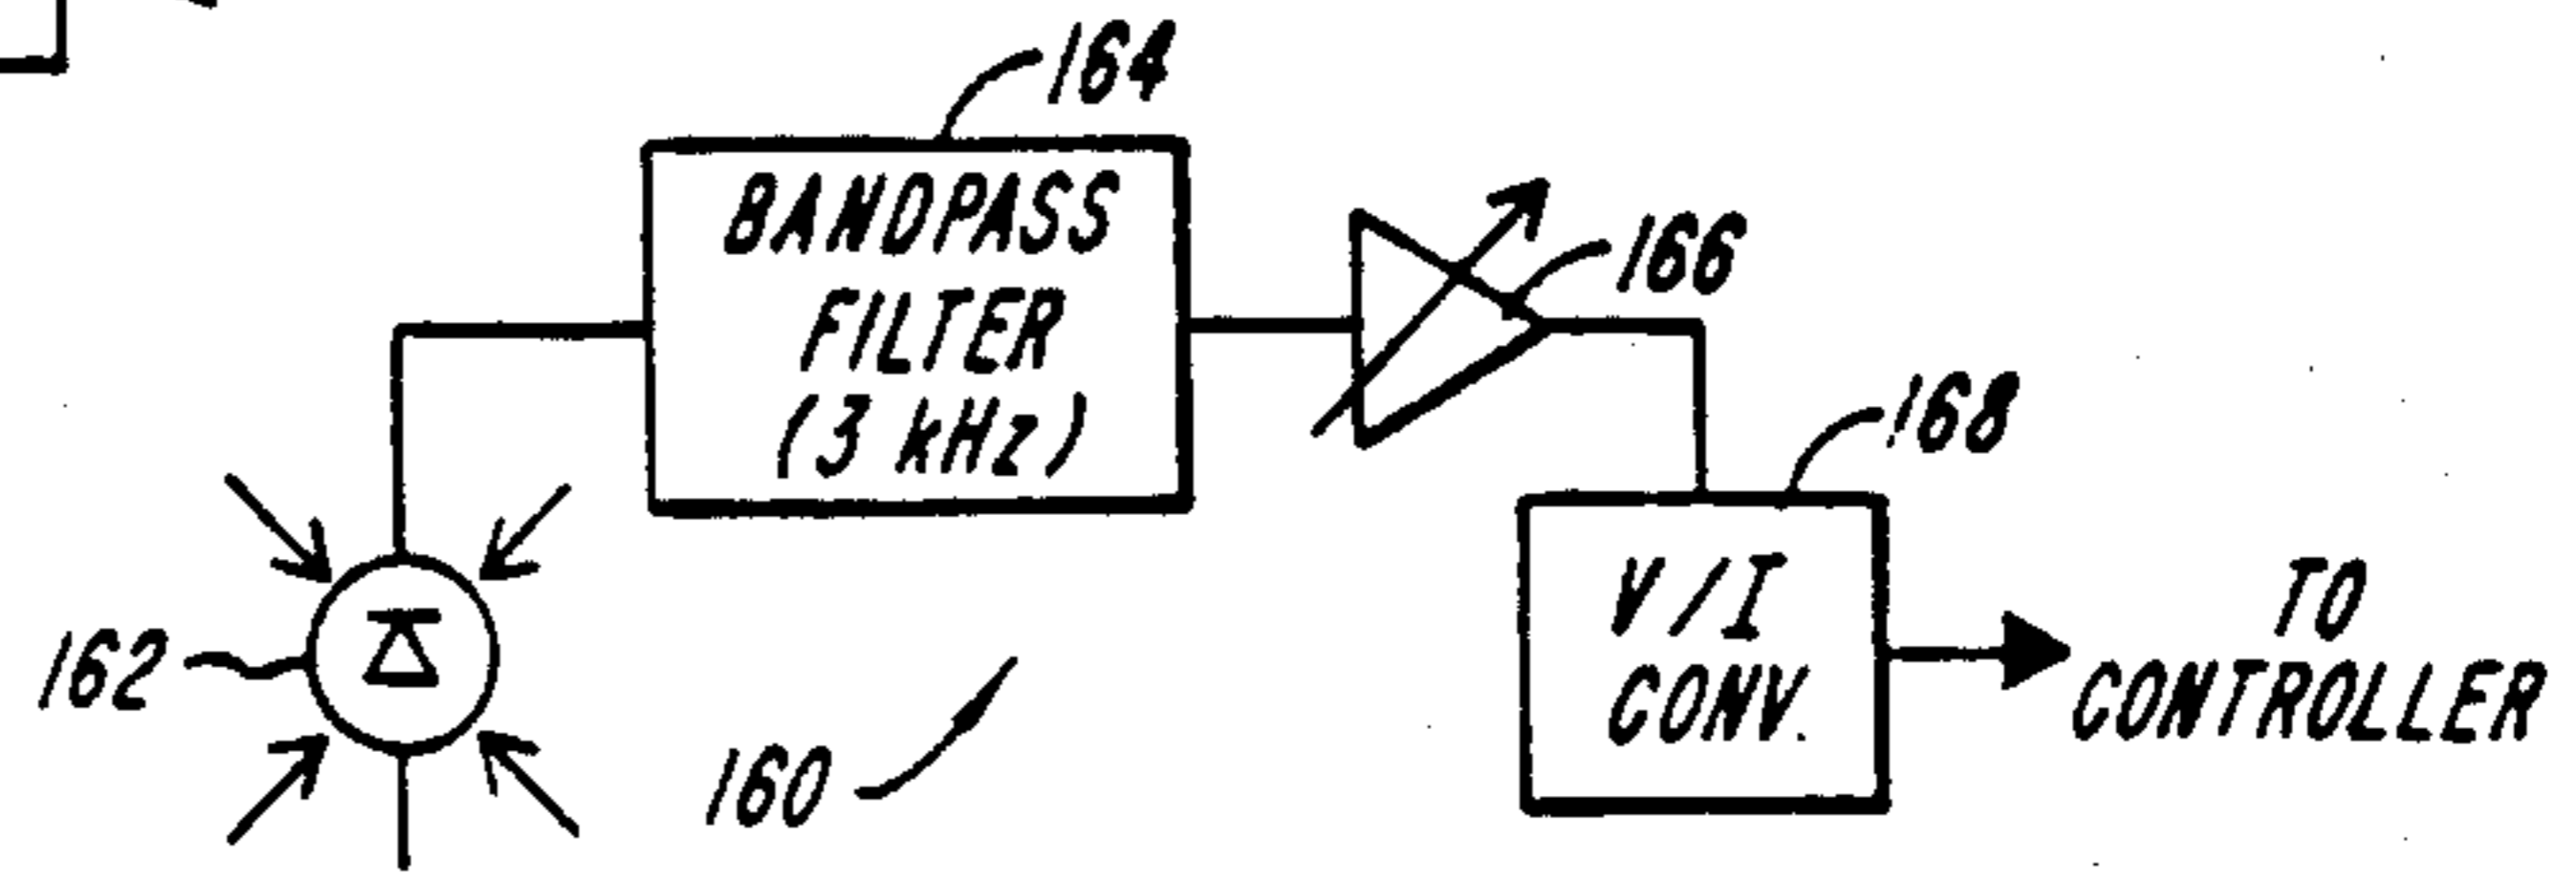 164
BANDPASS
FILTER
(3 kHz)
166
168
V/I
CONV.
TO
CONTROLLER
162
160